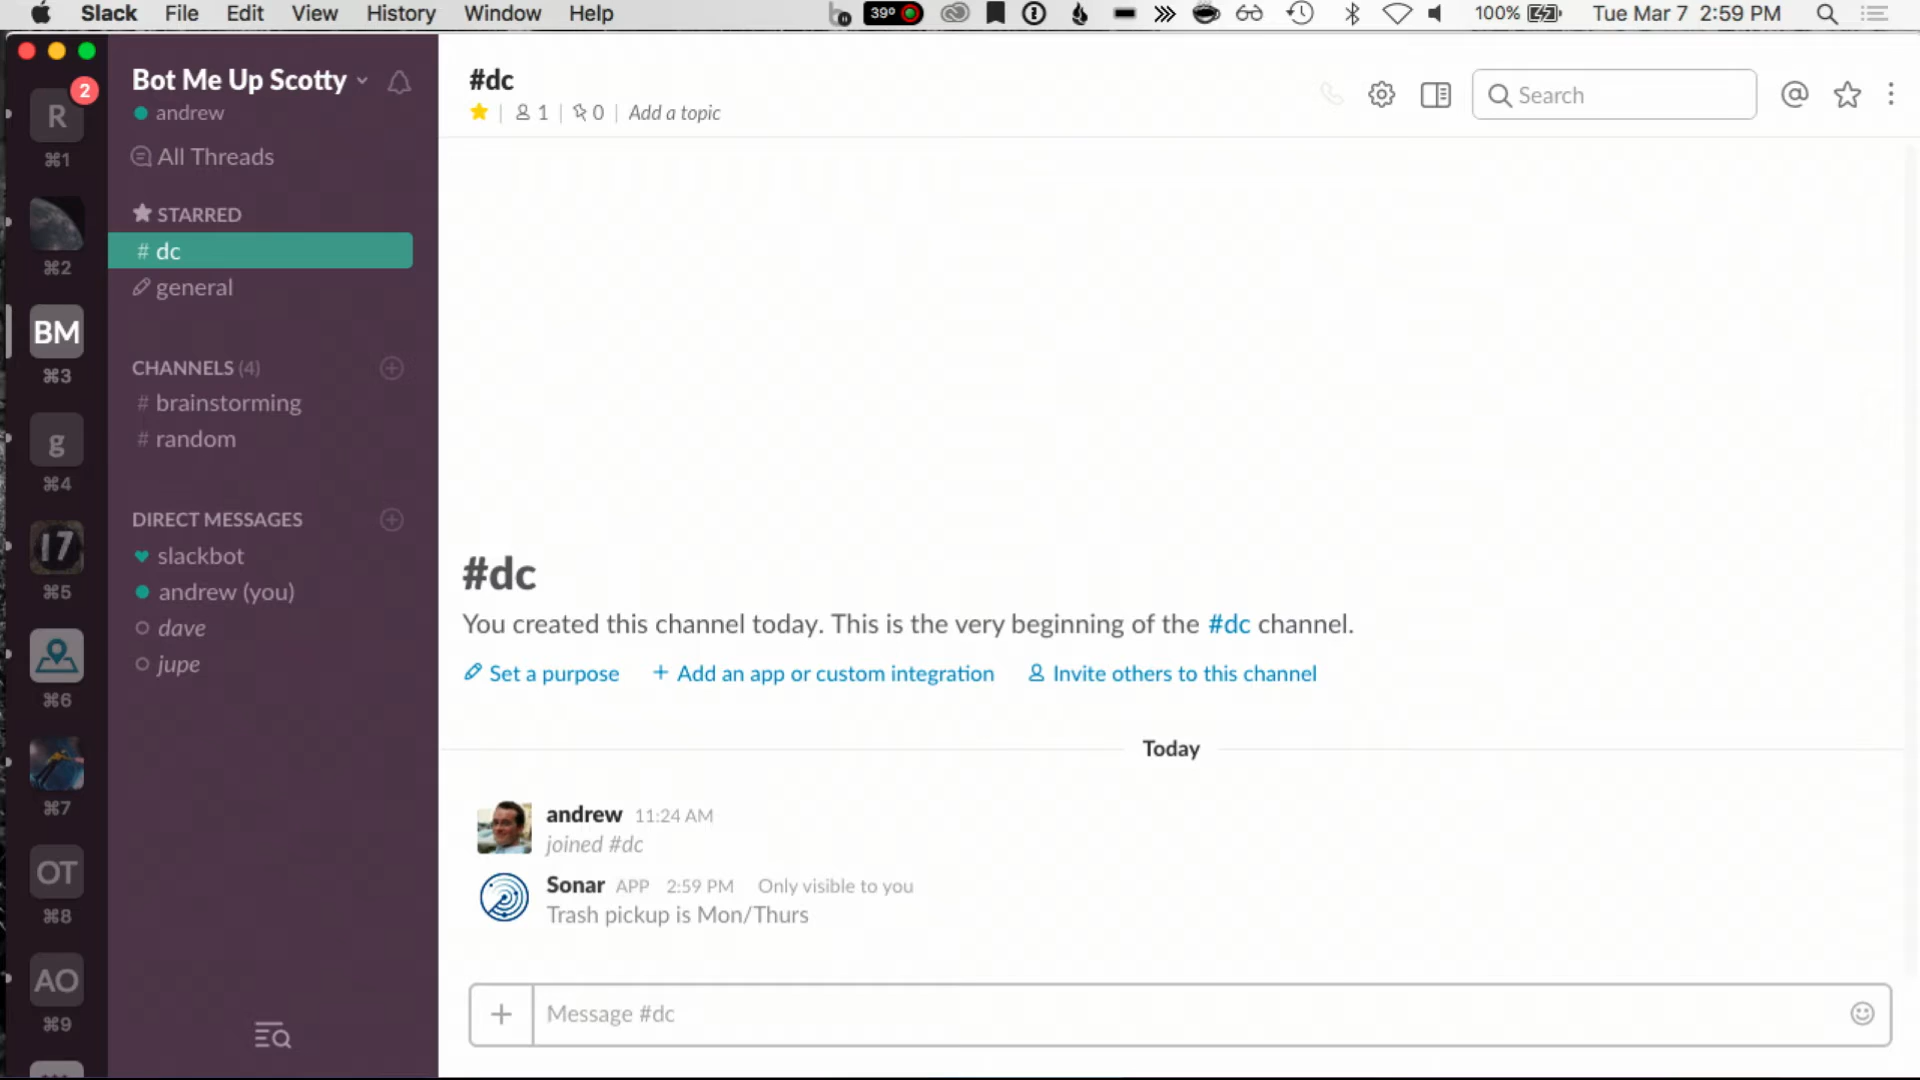 Slack File Edit View History Window Help 39° 100% Tue Mar 7 2:59 PM
R 2
⌘1
⌘2
BM
⌘3
g
⌘4
17
⌘5
⌘6
⌘7
OT
⌘8
AO
⌘9
Bot Me Up Scotty
andrew
All Threads
STARRED
# dc
general
CHANNELS (4)
# brainstorming
# random
DIRECT MESSAGES
slackbot
andrew (you)
dave
jupe
#dc
1 | 0 | Add a topic
Search
#dc
You created this channel today. This is the very beginning of the #dc channel.
Set a purpose + Add an app or custom integration Invite others to this channel
Today
andrew 11:24 AM
joined #dc
Sonar APP 2:59 PM Only visible to you
Trash pickup is Mon/Thurs
+ Message #dc